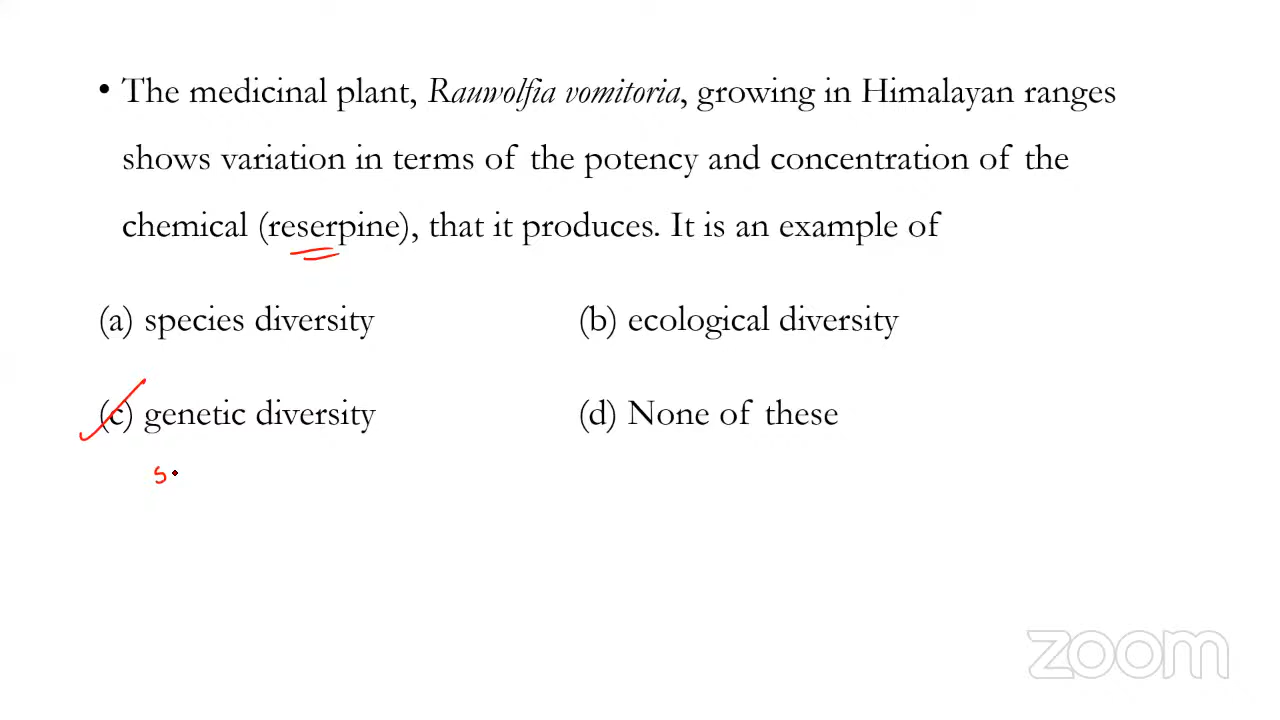 • The medicinal plant, Rauwolfia vomitoria, growing in Himalayan ranges
shows variation in terms of the potency and concentration of the
chemical (reserpine), that it produces. It is an example of
(a) species diversity (b) ecological diversity
(c) genetic diversity (d) None of these
s
zoom